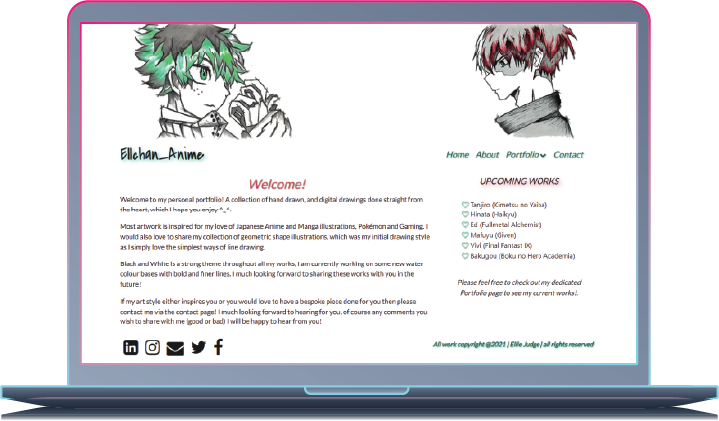 Ellchan_Anime
Home About Portfolio Contact
Welcome!
Welcome to my personal portfolio! A collection of hand drawn, and digital drawings done straight
from the heart, which I hope you enjoy ^_^.
Most artwork is inspired for my love of Japanese Anime and Manga illustrations, Pokémon and Gaming. I
would also love to share my collection of geometric shape illustrations, which was my initial drawing style
as I simply love the simplest ways of line drawing.
Black and White is a strong theme throughout all my works, I am currently working on some new water
colour bases with bold and finer lines. I much looking forward to sharing these works with you in the
future!
If my art style either inspires you or you would love to have a bespoke piece done for you then please
contact me via the contact page! I much looking forward to hearing for you, of course any comments you
wish to share with me (good or bad) I will be happy to hear from you!
UPCOMING WORKS
Tanjiro (Kimetsu no Yaiba)
Hinata (Haikyu)
Ed (Fullmetal Alchemist)
Mafuyu (Given)
Vivi (Final Fantasy IX)
Bakugou (Boku no Hero Academia)
Please feel free to check out my dedicated
Portfolio page to see my current works!.
All work copyright @2021 | Ellie Judge | all rights reserved